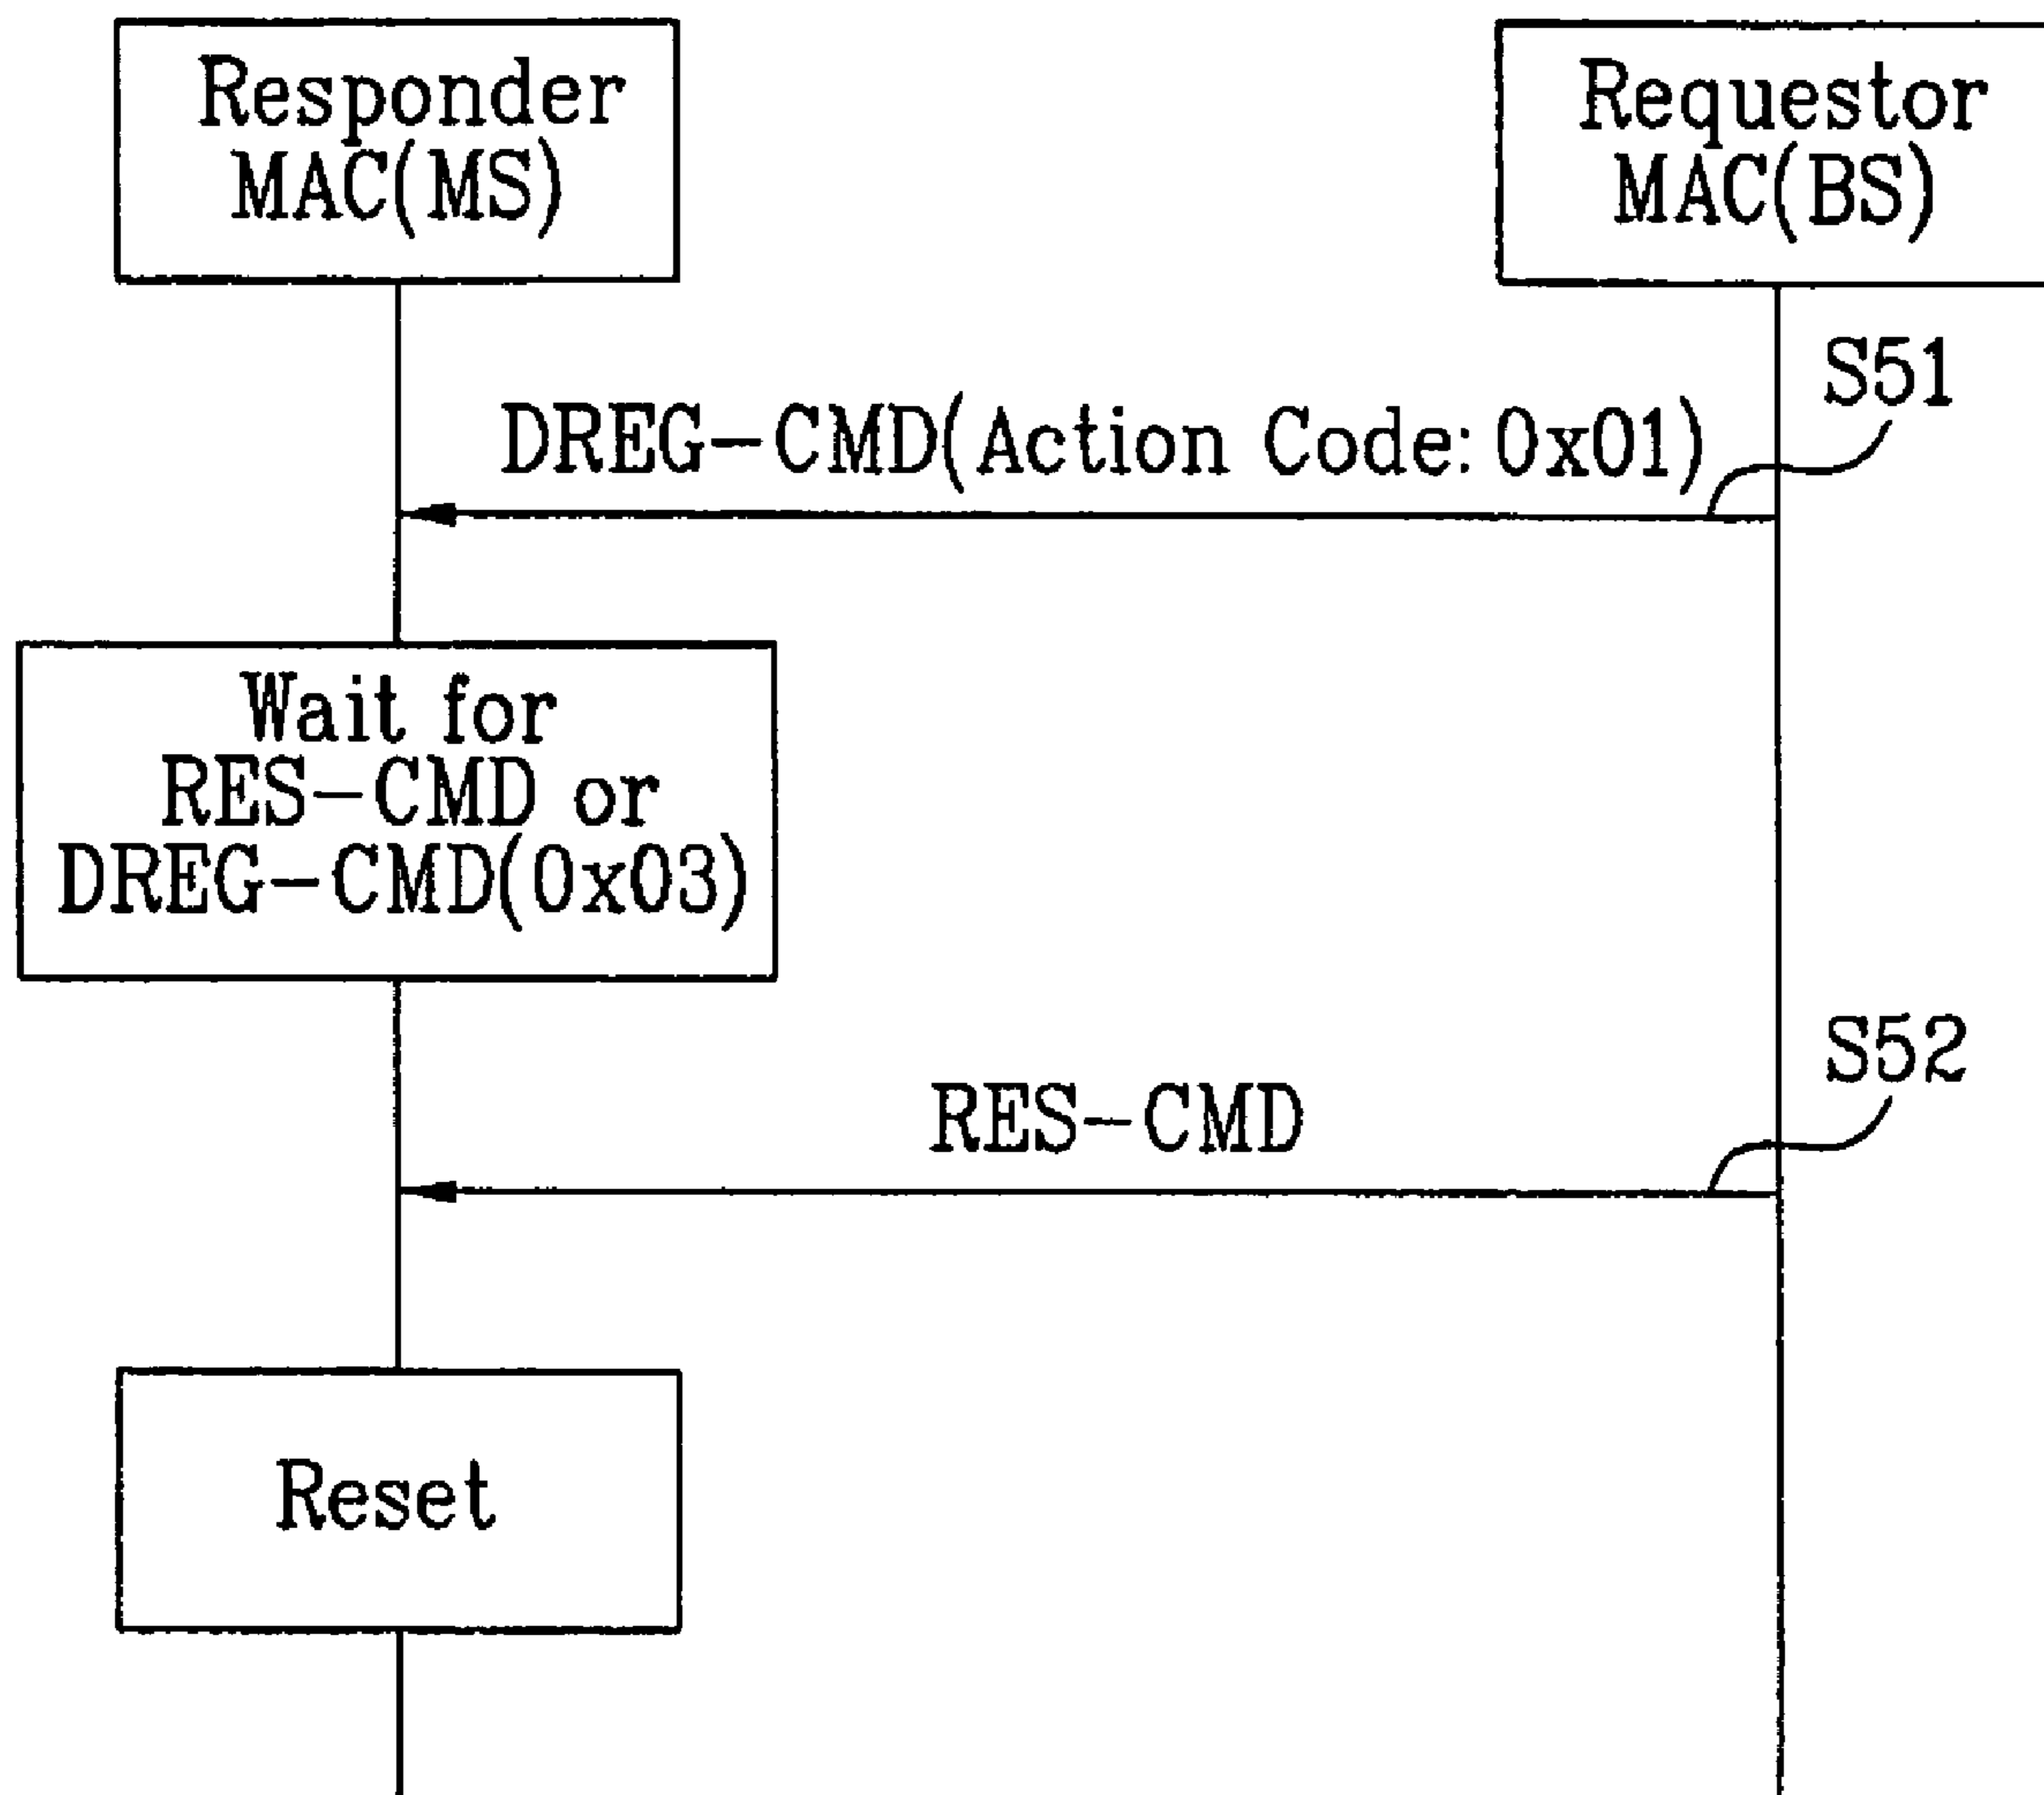 Responder
MAC(MS)
Requestor
MAC(BS)
S51
DREG-CMD(Action Code: 0x01)
Wait for
RES-CMD or
DREG-CMD(0x03)
S52
RES-CMD
Reset